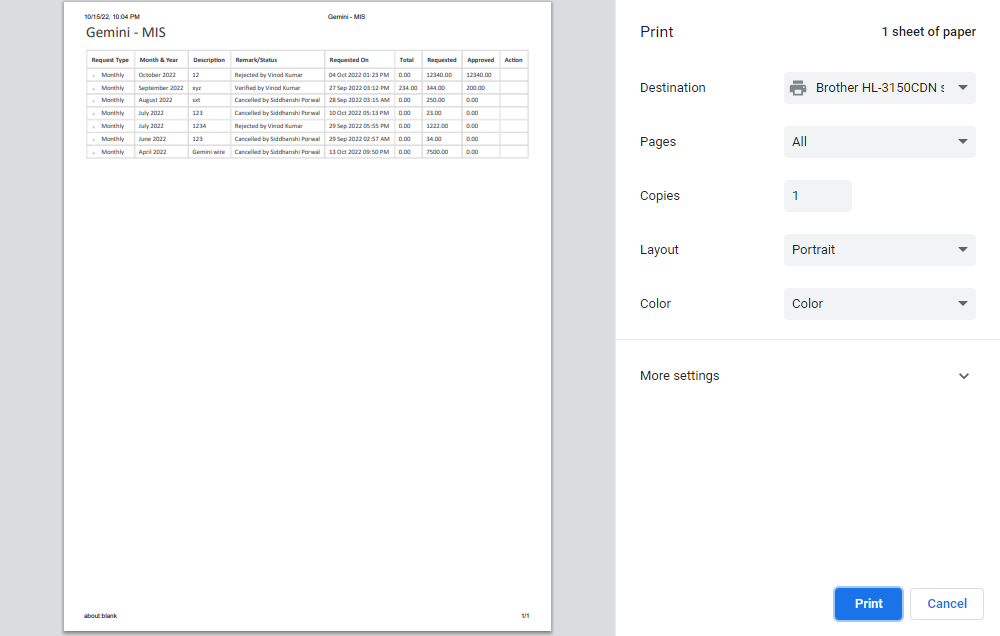 10/15/22, 10:04 PM Gemini - MIS
Gemini - MIS
Request Type Month & Year Description Remark/Status Requested On Total Requested Approved Action
Monthly October 2022 12 Rejected by Vinod Kumar 04 Oct 2022 01:23 PM 0.00 12340.00 12340.00
Monthly September 2022 xyz Verified by Vinod Kumar 27 Sep 2022 03:12 PM 234.00 344.00 200.00
Monthly August 2022 sxt Cancelled by Siddhanshi Porwal 28 Sep 2022 03:15 AM 0.00 250.00 0.00
Monthly July 2022 123 Cancelled by Siddhanshi Porwal 10 Oct 2022 05:13 PM 0.00 23.00 0.00
Monthly July 2022 1234 Rejected by Vinod Kumar 29 Sep 2022 05:55 PM 0.00 1222.00 0.00
Monthly June 2022 123 Cancelled by Siddhanshi Porwal 29 Sep 2022 02:57 AM 0.00 34.00 0.00
Monthly April 2022 Gemini wire Cancelled by Siddhanshi Porwal 13 Oct 2022 09:50 PM 0.00 7500.00 0.00
about:blank 1/1
Print 1 sheet of paper
Destination Brother HL-3150CDN s
Pages All
Copies 1
Layout Portrait
Color Color
More settings
Print Cancel